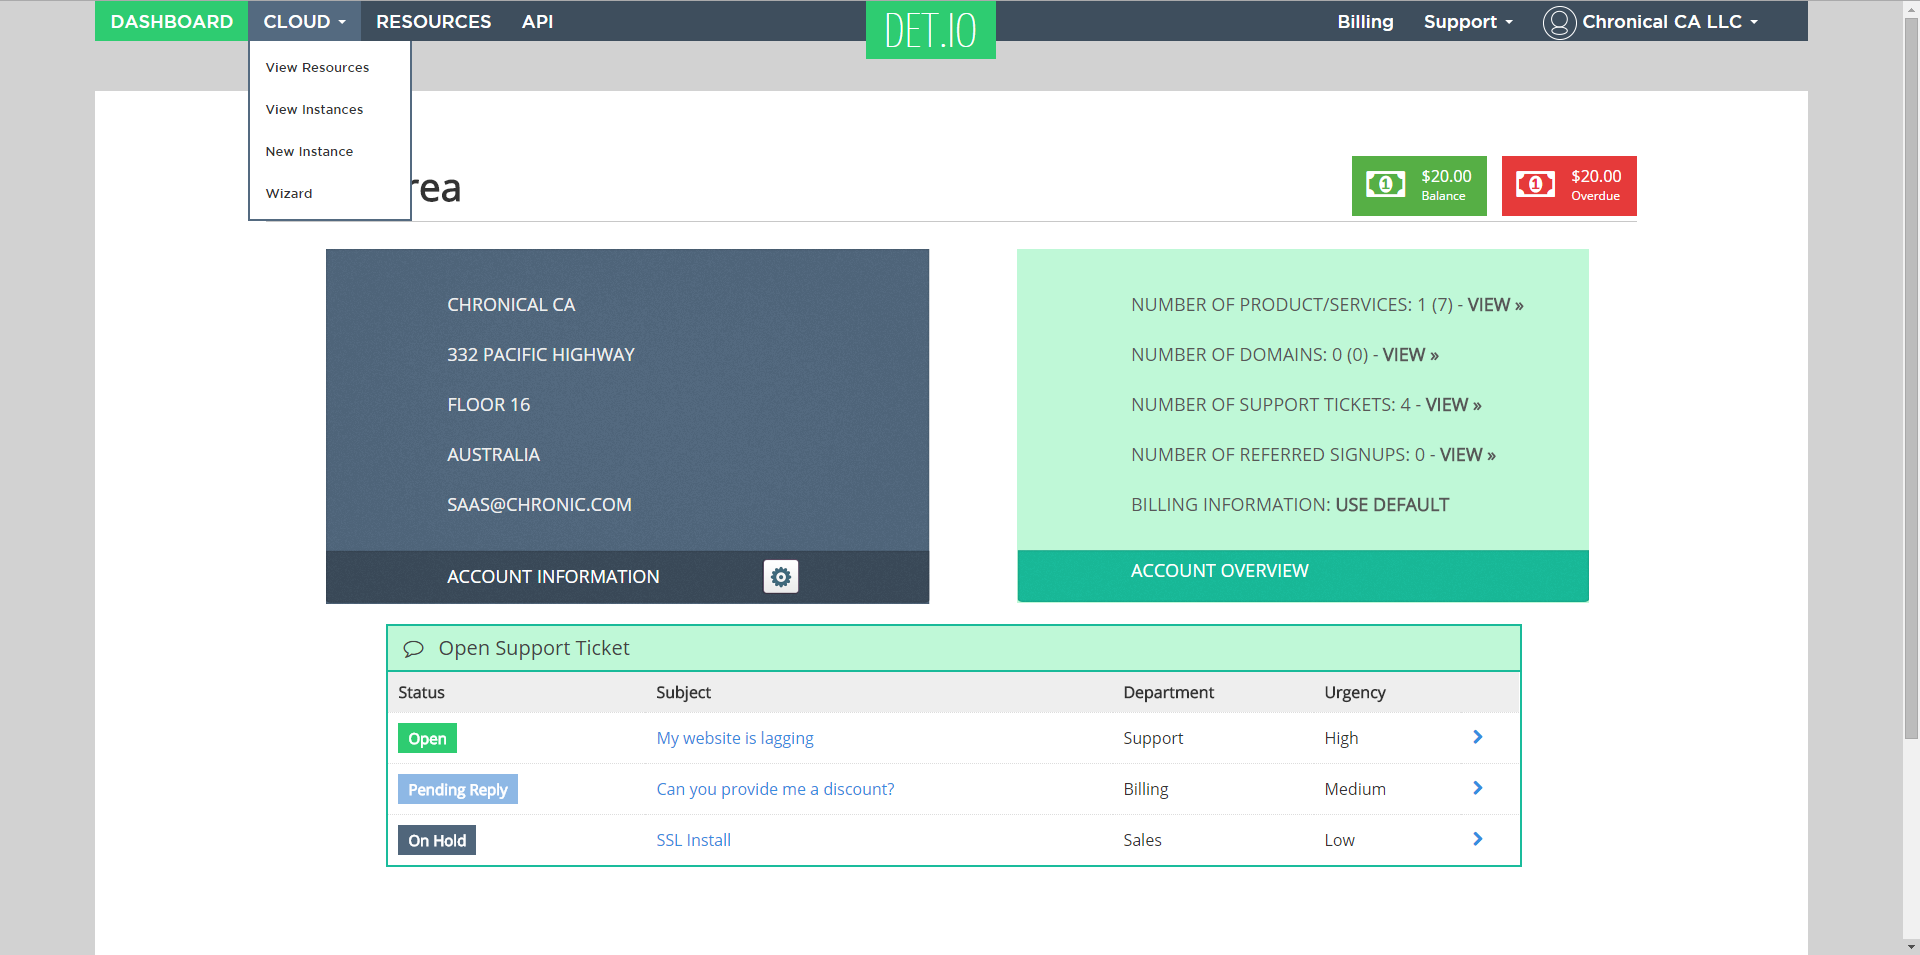 DASHBOARD CLOUD RESOURCES API DET.IO Billing Support Chronical CA LLC
View Resources
View Instances
New Instance
Wizard
rea
$20.00
Balance
$20.00
Overdue
CHRONICAL CA
332 PACIFIC HIGHWAY
FLOOR 16
AUSTRALIA
SAAS@CHRONIC.COM
ACCOUNT INFORMATION
NUMBER OF PRODUCT/SERVICES: 1 (7) - VIEW »
NUMBER OF DOMAINS: 0 (0) - VIEW »
NUMBER OF SUPPORT TICKETS: 4 - VIEW »
NUMBER OF REFERRED SIGNUPS: 0 - VIEW »
BILLING INFORMATION: USE DEFAULT
ACCOUNT OVERVIEW
Open Support Ticket
Status Subject Department Urgency
Open My website is lagging Support High
Pending Reply Can you provide me a discount? Billing Medium
On Hold SSL Install Sales Low